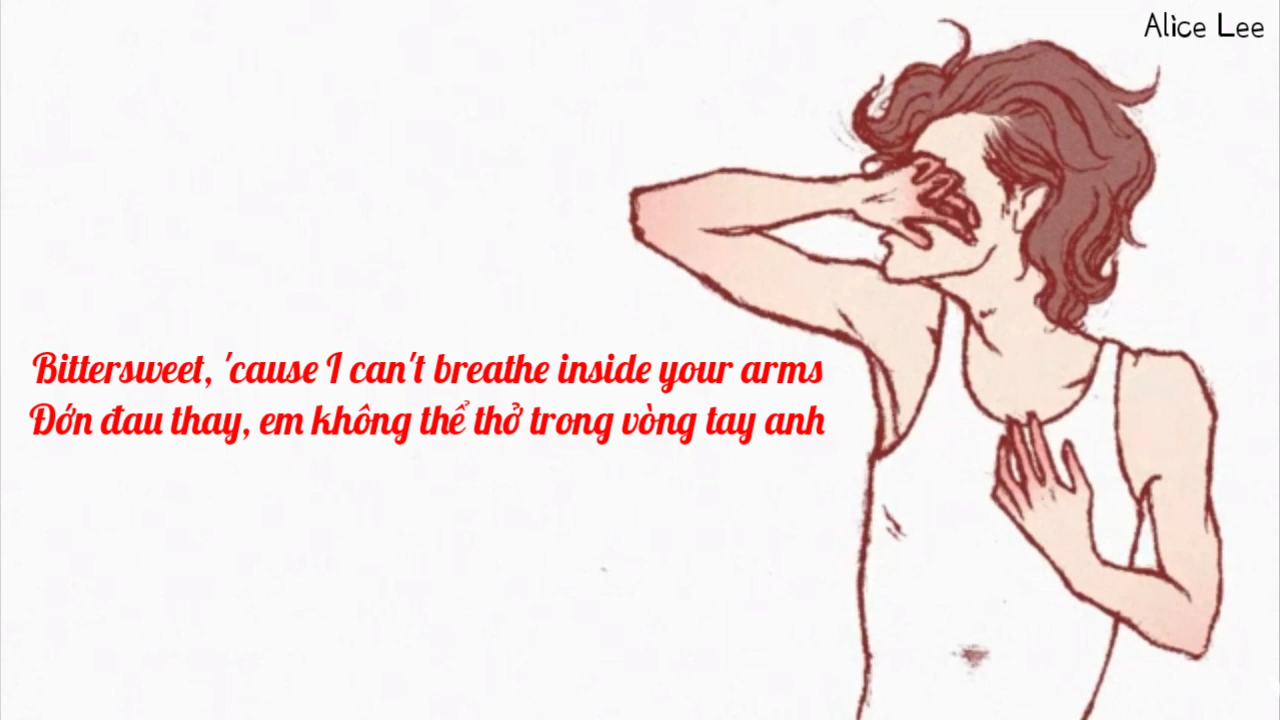 Alice Lee
Bittersweet, 'cause I can't breathe inside your arms
Đớn đau thay, em không thể thở trong vòng tay anh